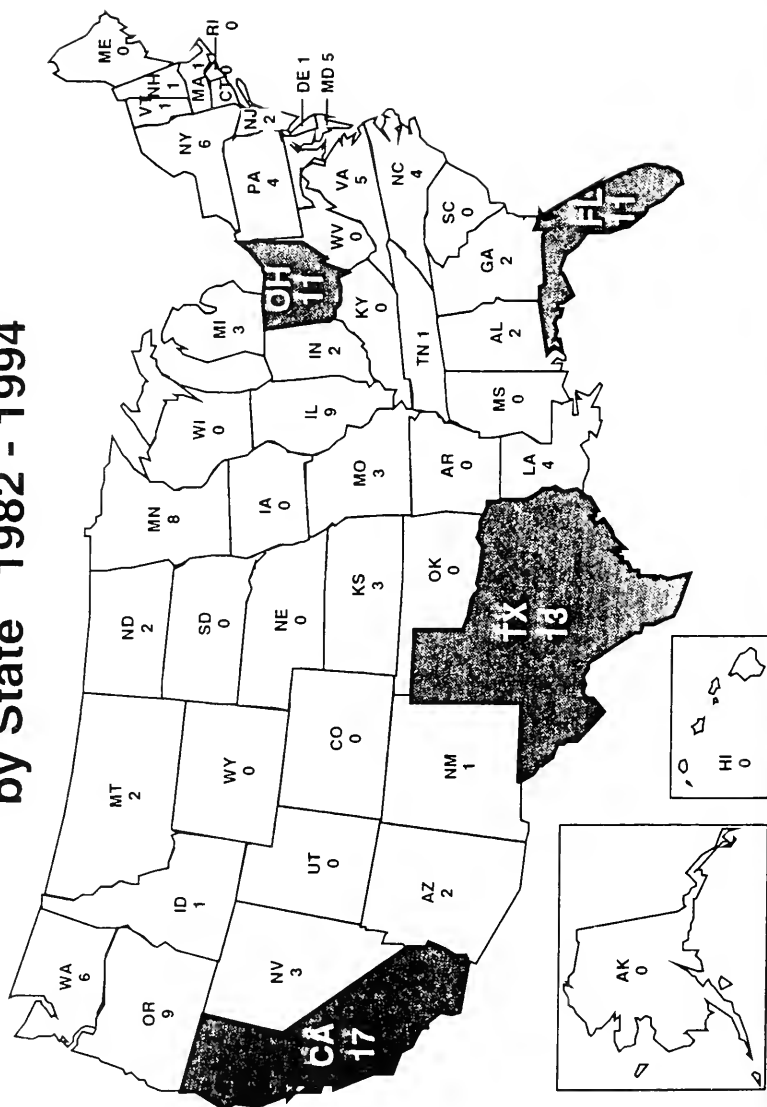 by State 1982 - 1994
WA
6
OR
9
CA
17
NV
3
ID
1
MT
2
WY
0
UT
0
AZ
2
CO
0
NM
1
ND
2
SD
0
NE
0
KS
3
OK
0
TX
13
MN
8
IA
0
MO
3
AR
0
LA
4
WI
0
IL
9
MI
3
IN
2
OH
11
KY
0
TN 1
MS
0
AL
2
GA
2
FL
11
SC
0
NC
4
VA
5
WV
0
PA
4
NY
6
VT
1
NH
1
ME
0
MA 1
RI
0
CT 0
NJ
2
DE 1
MD 5
AK
0
HI
0